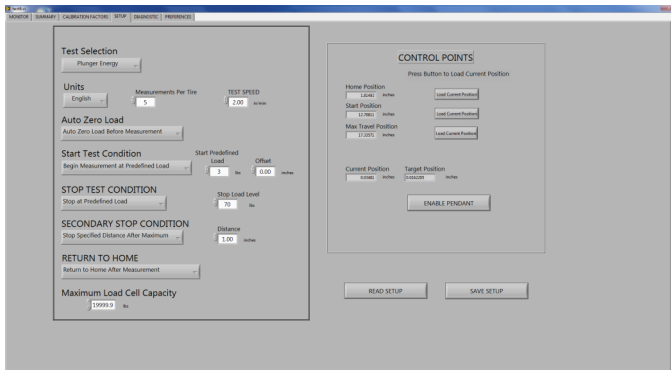 MONITOR SUMMARY CALIBRATION FACTORS SETUP DIAGNOSTIC PREFERENCES
Test Selection
Plunger Energy
Units
English
Measurements Per Tire
5
TEST SPEED
2.00 in/min
Auto Zero Load
Auto Zero Load Before Measurement
Start Test Condition
Begin Measurement at Predefined Load
Start Predefined
Load
3 lbs
Offset
0.00 inches
STOP TEST CONDITION
Stop at Predefined Load
Stop Load Level
70 lbs
SECONDARY STOP CONDITION
Stop Specified Distance After Maximum
Distance
1.00 inches
RETURN TO HOME
Return to Home After Measurement
Maximum Load Cell Capacity
19999.9 lbs
CONTROL POINTS
Press Button to Load Current Position
Home Position
inches Load Current Position
Start Position
inches Load Current Position
Max Travel Position
inches Load Current Position
Current Position Target Position
inches inches
ENABLE PENDANT
READ SETUP SAVE SETUP